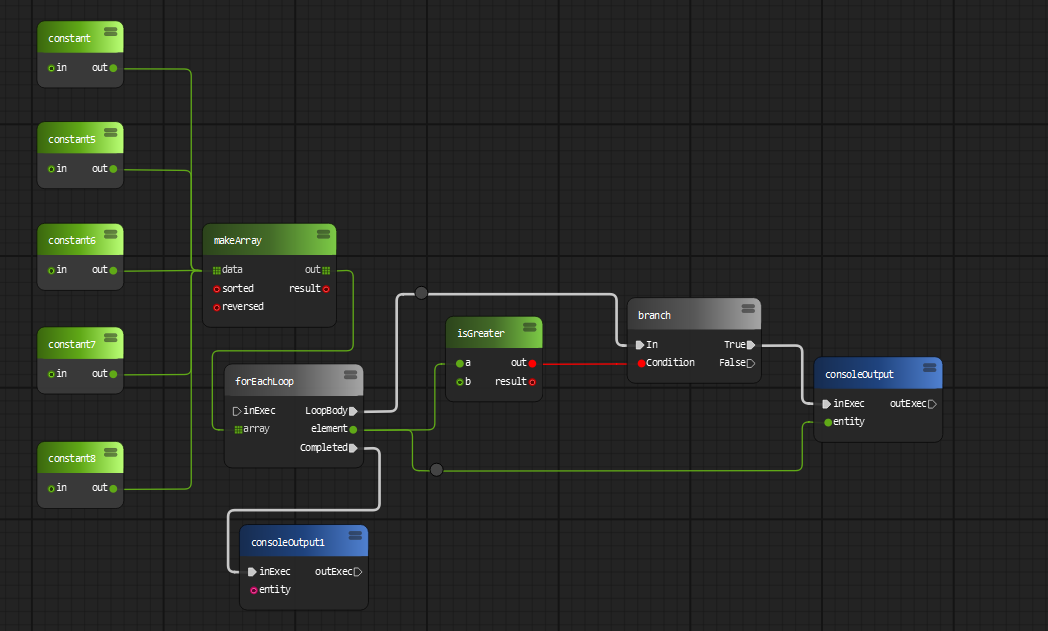 constant
in out
constant5
in out
constant6
in out
constant7
in out
constant8
in out
makeArray
data out
sorted result
reversed
forEachLoop
inExec LoopBody
array element
Completed
isGreater
a out
b result
branch
In True
Condition False
consoleOutput
inExec outExec
entity
consoleOutput1
inExec outExec
entity